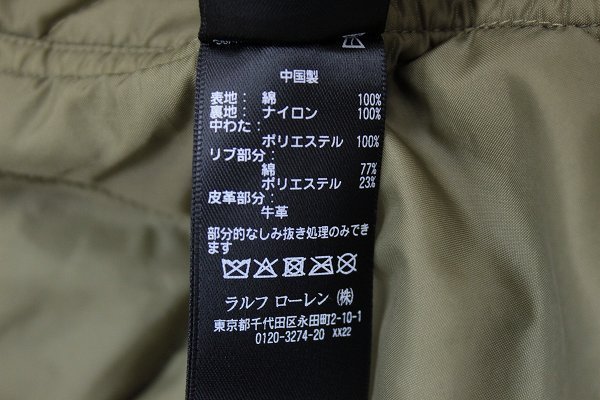 中国製
表地: 綿 100%
裏地: ナイロン 100%
中わた:
ポリエステル 100%
リブ部分:
綿 77%
ポリエステル 23%
皮革部分:
牛革
部分的なしみ抜き処理のみでき
ます
ラルフ ローレン (株)
東京都千代田区永田町2-10-1
0120-3274-20 XX22